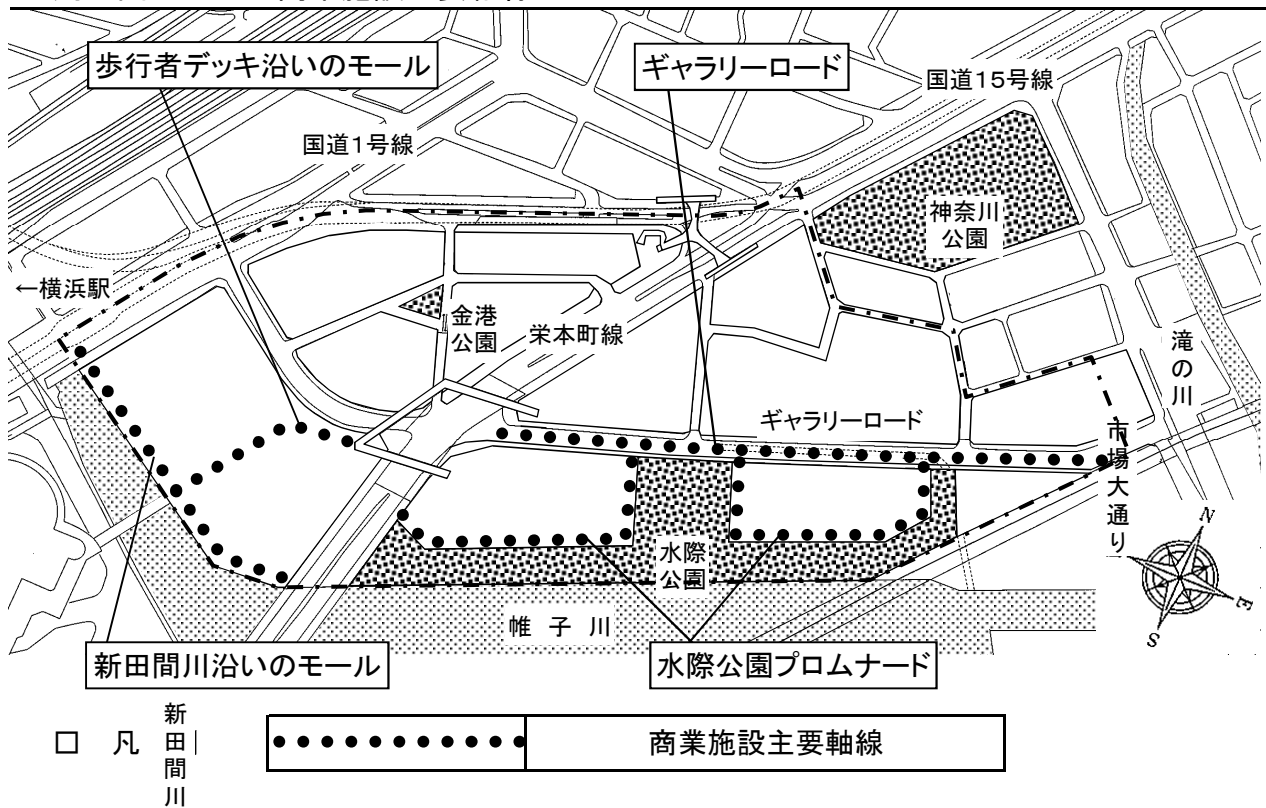 歩行者デッキ沿いのモール
ギャラリーロード
国道15号線
国道1号線
神奈川
公園
←横浜駅
金港
公園
栄本町線
滝の川
ギャラリーロード
市場大通り
水際
公園
N
E
S
帷子川
新田間川沿いのモール
水際公園プロムナード
□ 凡
新田間川
商業施設主要軸線